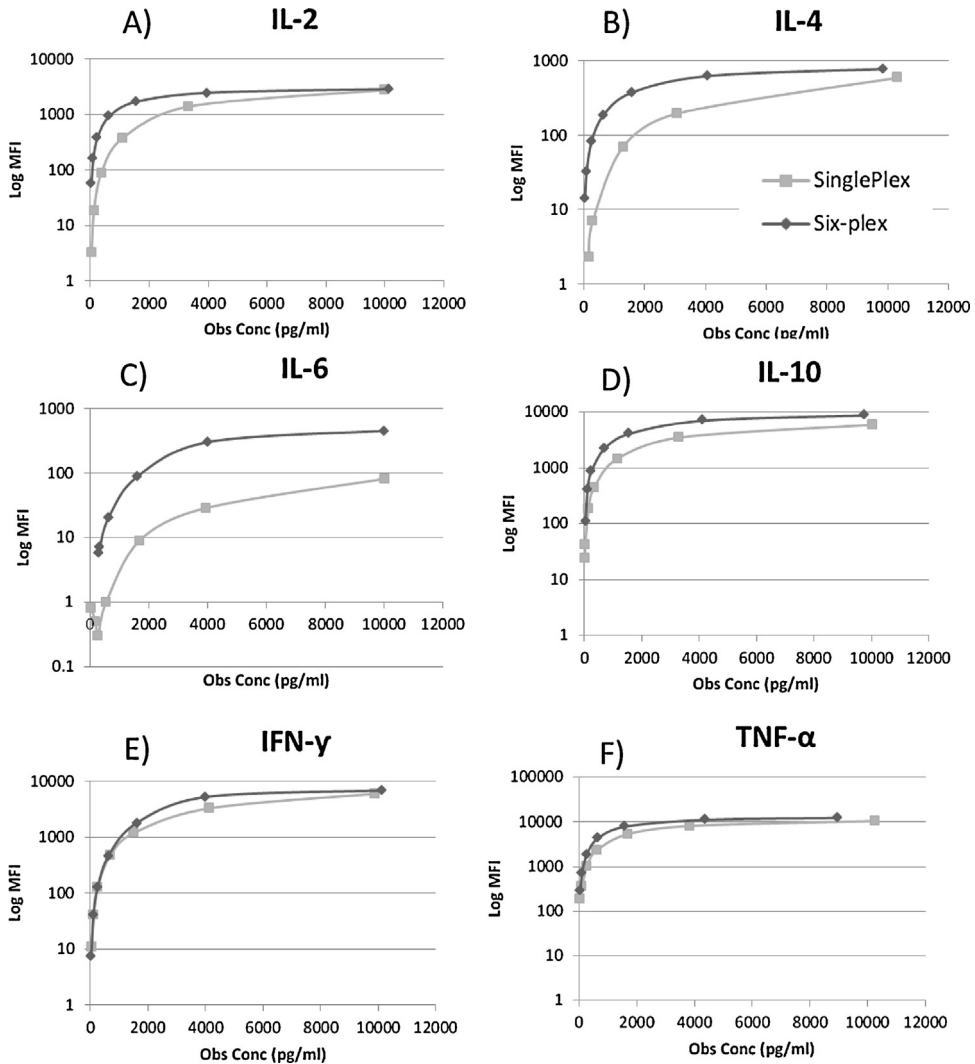 A) IL-2
10000
1000
100
10
1
Log MFI
0 2000 4000 6000 8000 10000 12000
Obs Conc (pg/ml)
B) IL-4
1000
100
10
1
Log MFI
SinglePlex
Six-plex
0 2000 4000 6000 8000 10000 12000
Obs Conc (pg/ml)
C) IL-6
1000
100
10
1
0.1
Log MFI
0 2000 4000 6000 8000 10000 12000
Obs Conc (pg/ml)
D) IL-10
10000
1000
100
10
1
Log MFI
0 2000 4000 6000 8000 10000 12000
Obs Conc (pg/ml)
E) IFN-γ
10000
1000
100
10
1
Log MFI
0 2000 4000 6000 8000 10000 12000
Obs Conc (pg/ml)
F) TNF-α
100000
10000
1000
100
10
1
Log MFI
0 2000 4000 6000 8000 10000 12000
Obs Conc (pg/ml)